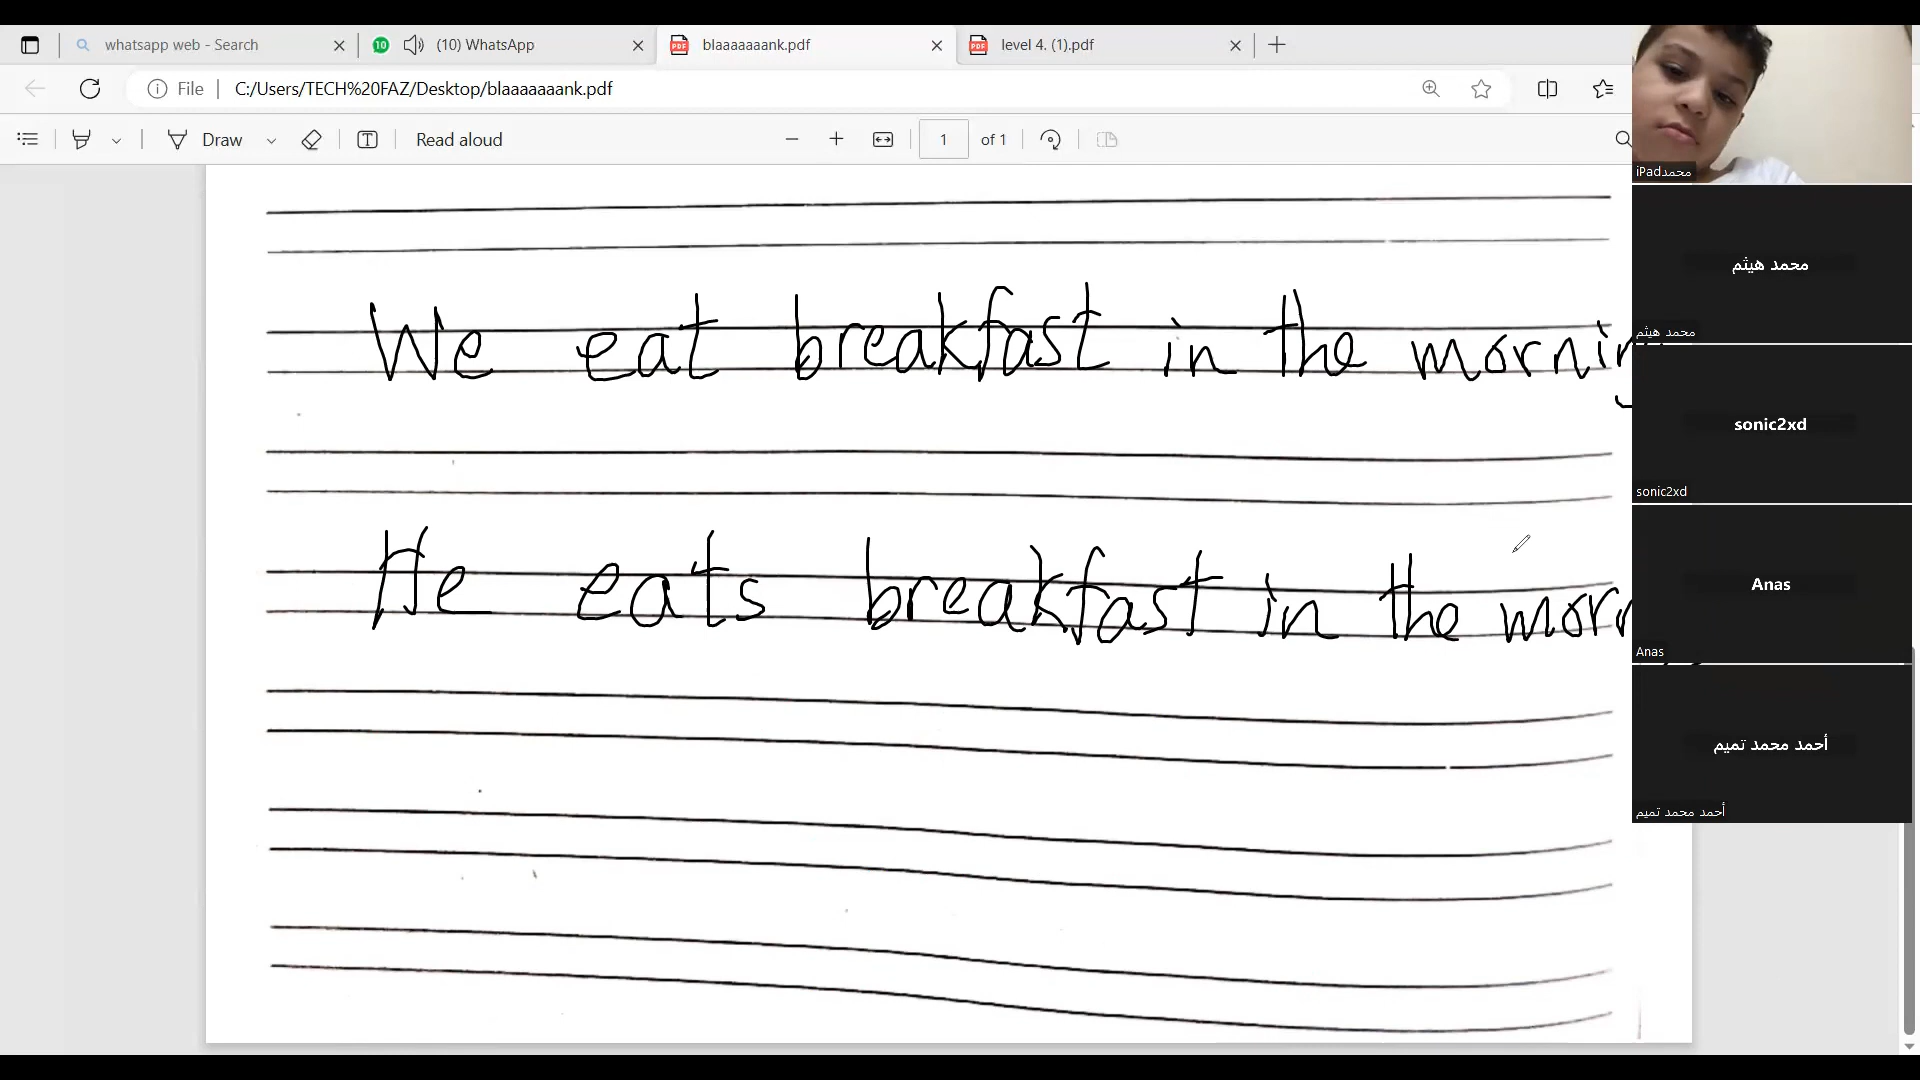 whatsapp web - Search
(10) WhatsApp
blaaaaaaank.pdf
level 4. (1).pdf
File
C:/Users/TECH%20FAZ/Desktop/blaaaaaaank.pdf
Draw
Read aloud
1
of 1
We eat breakfast in the mornin
He eats breakfast in the morn
iPadمحمد
محمد هيثم
محمد هيثم
sonic2xd
sonic2xd
Anas
Anas
أحمد محمد تميم
أحمد محمد تميم